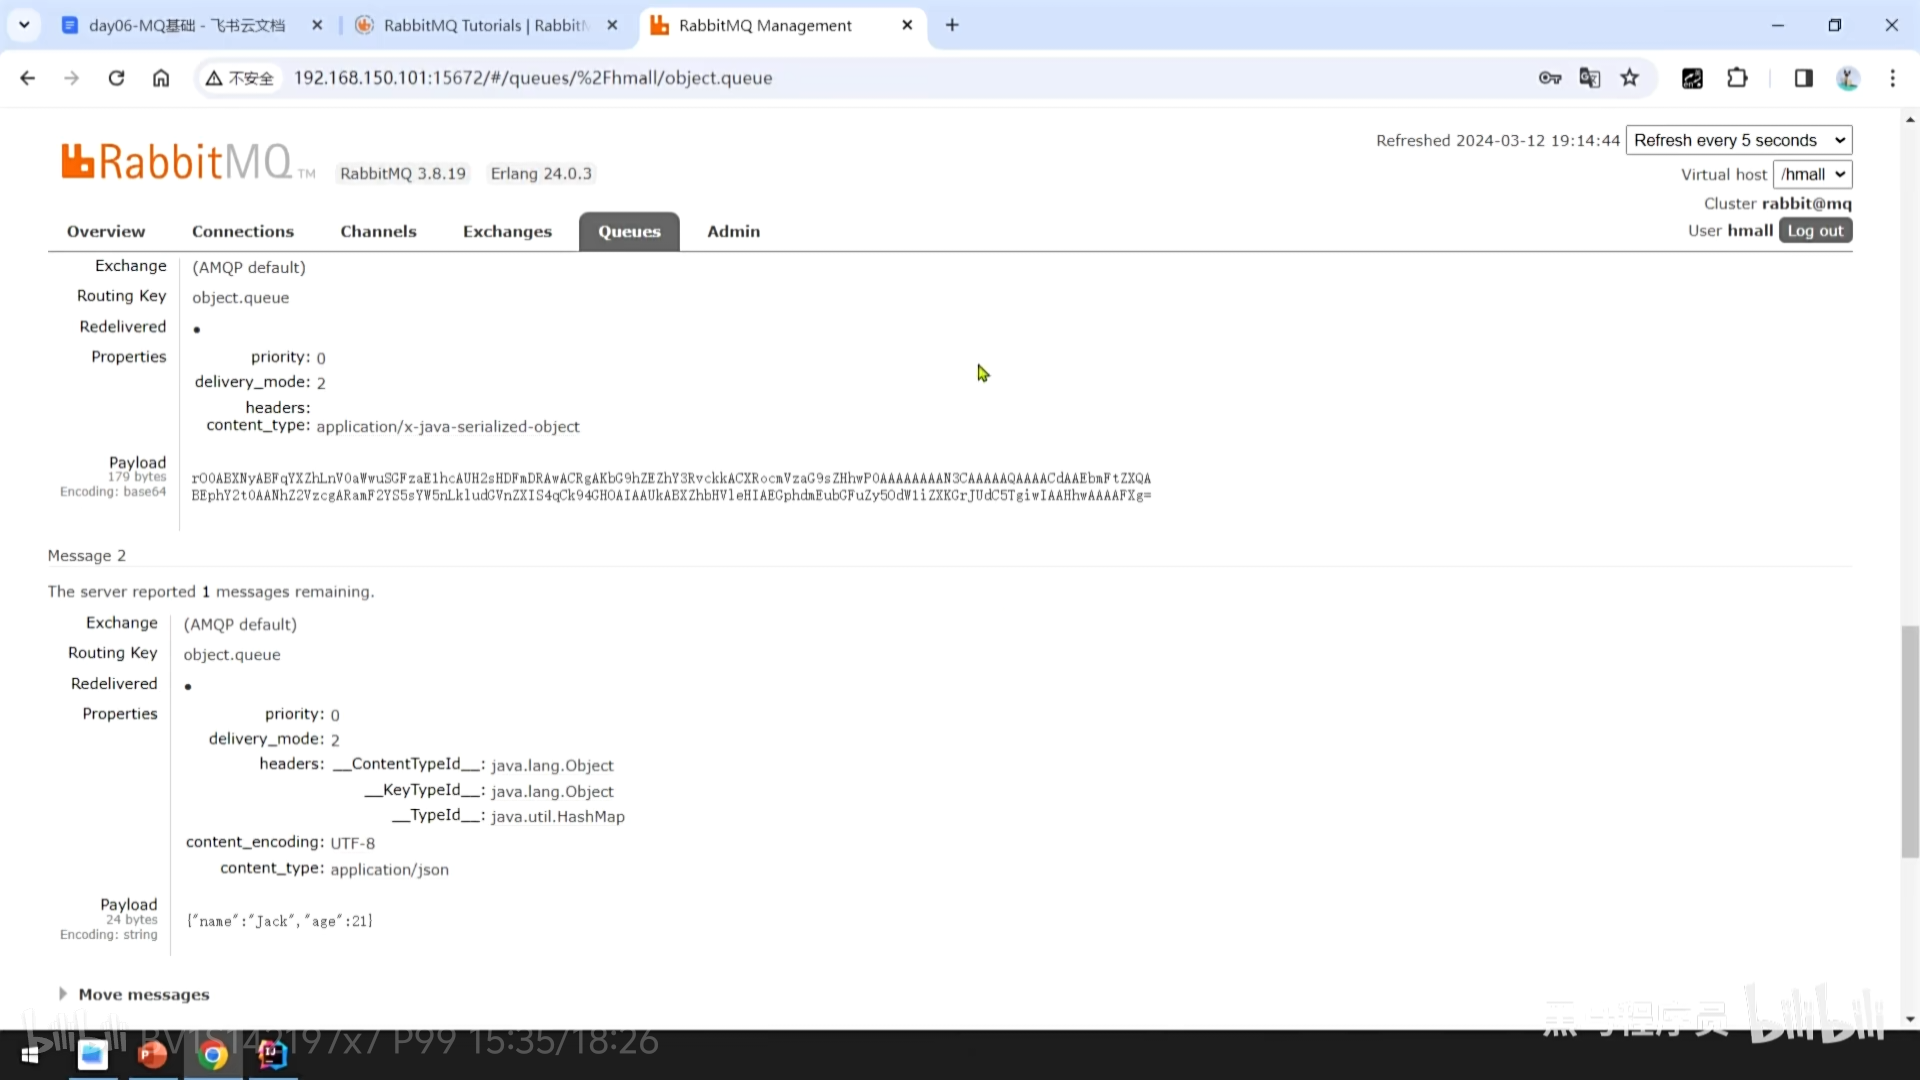 day06-MQ基础 - 飞书云文档
RabbitMQ Tutorials | Rabbit
RabbitMQ Management
不安全
192.168.150.101:15672/#/queues/%2Fhmall/object.queue
RabbitMQ TM
RabbitMQ 3.8.19
Erlang 24.0.3
Refreshed 2024-03-12 19:14:44
Refresh every 5 seconds
Virtual host /hmall
Cluster rabbit@mq
User hmall Log out
Overview
Connections
Channels
Exchanges
Queues
Admin
Exchange (AMQP default)
Routing Key object.queue
Redelivered ●
Properties
priority: 0
delivery_mode: 2
headers:
content_type: application/x-java-serialized-object
Payload
179 bytes
Encoding: base64
Message 2
The server reported 1 messages remaining.
Exchange (AMQP default)
Routing Key object.queue
Redelivered ●
Properties
priority: 0
delivery_mode: 2
headers: __ContentTypeId__: java.lang.Object
__KeyTypeId__: java.lang.Object
__TypeId__: java.util.HashMap
content_encoding: UTF-8
content_type: application/json
Payload
24 bytes
Encoding: string
{"name":"Jack","age":21}
Move messages
黑马程序员 bilibili
bilibili P99 15:35/18:26